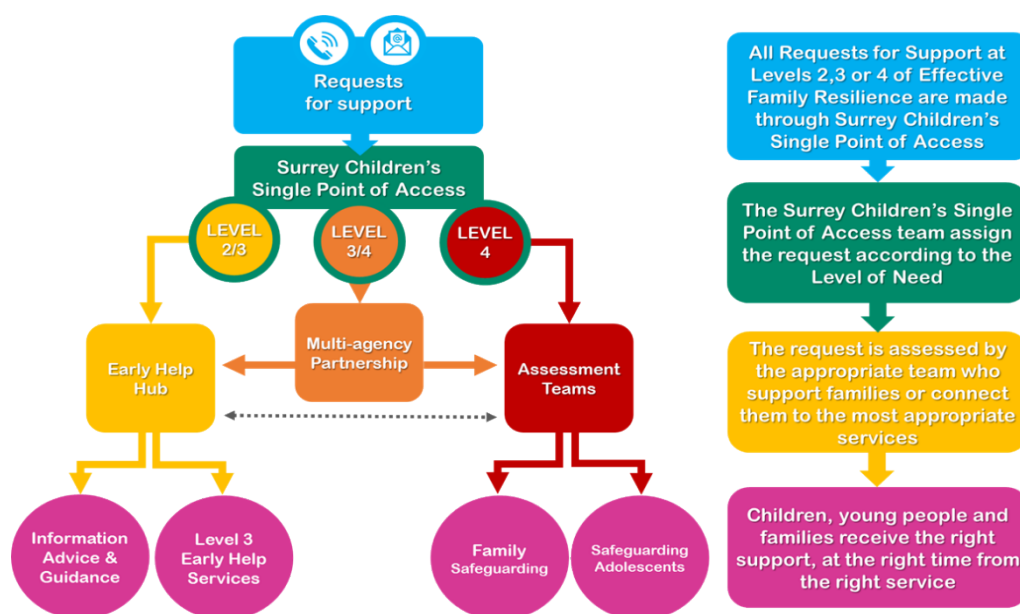 Requests
for support
Surrey Children's
Single Point of Access
LEVEL
2/3
LEVEL
3/4
LEVEL
4
Early Help
Hub
Multi-agency
Partnership
Assessment
Teams
Information
Advice &
Guidance
Level 3
Early Help
Services
Family
Safeguarding
Safeguarding
Adolescents
All Requests for Support at
Levels 2,3 or 4 of Effective
Family Resilience are made
through Surrey Children's
Single Point of Access
The Surrey Children's Single
Point of Access team assign
the request according to the
Level of Need
The request is assessed by
the appropriate team who
support families or connect
them to the most appropriate
services
Children, young people and
families receive the right
support, at the right time from
the right service